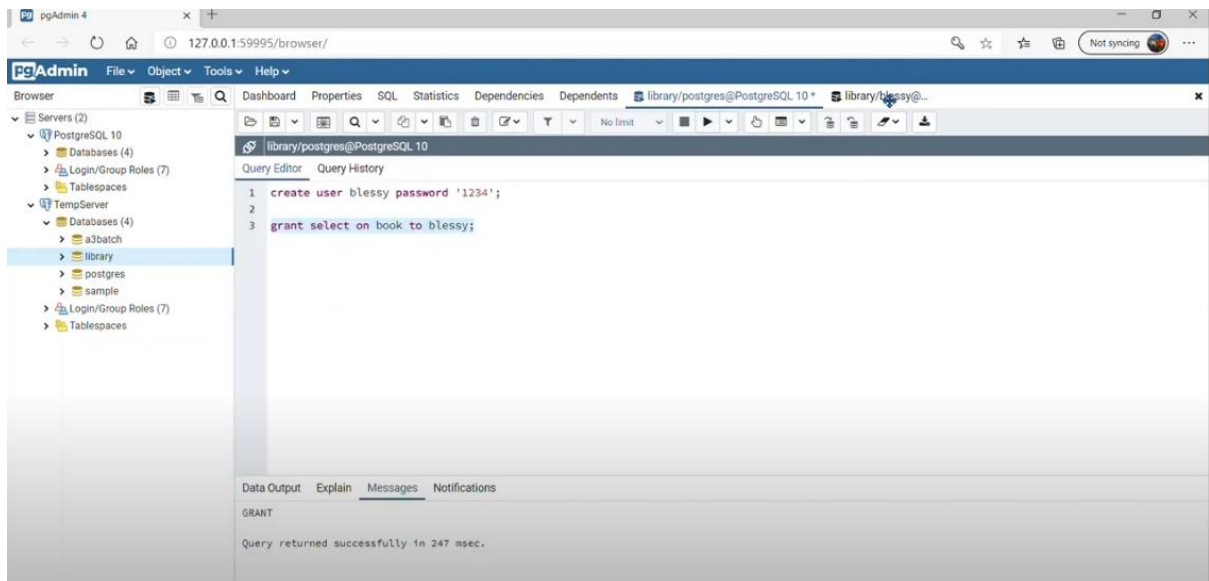 pgAdmin 4
127.0.0.1:59995/browser/
Not syncing
pgAdmin File Object Tools Help
Browser
Dashboard Properties SQL Statistics Dependencies Dependents library/postgres@PostgreSQL 10 * library/blessy@...
Servers (2)
PostgreSQL 10
Databases (4)
Login/Group Roles (7)
Tablespaces
TempServer
Databases (4)
a3batch
library
postgres
sample
Login/Group Roles (7)
Tablespaces
No limit
library/postgres@PostgreSQL 10
Query Editor Query History
1 create user blessy password '1234';
2
3 grant select on book to blessy;
Data Output Explain Messages Notifications
GRANT
Query returned successfully in 247 msec.